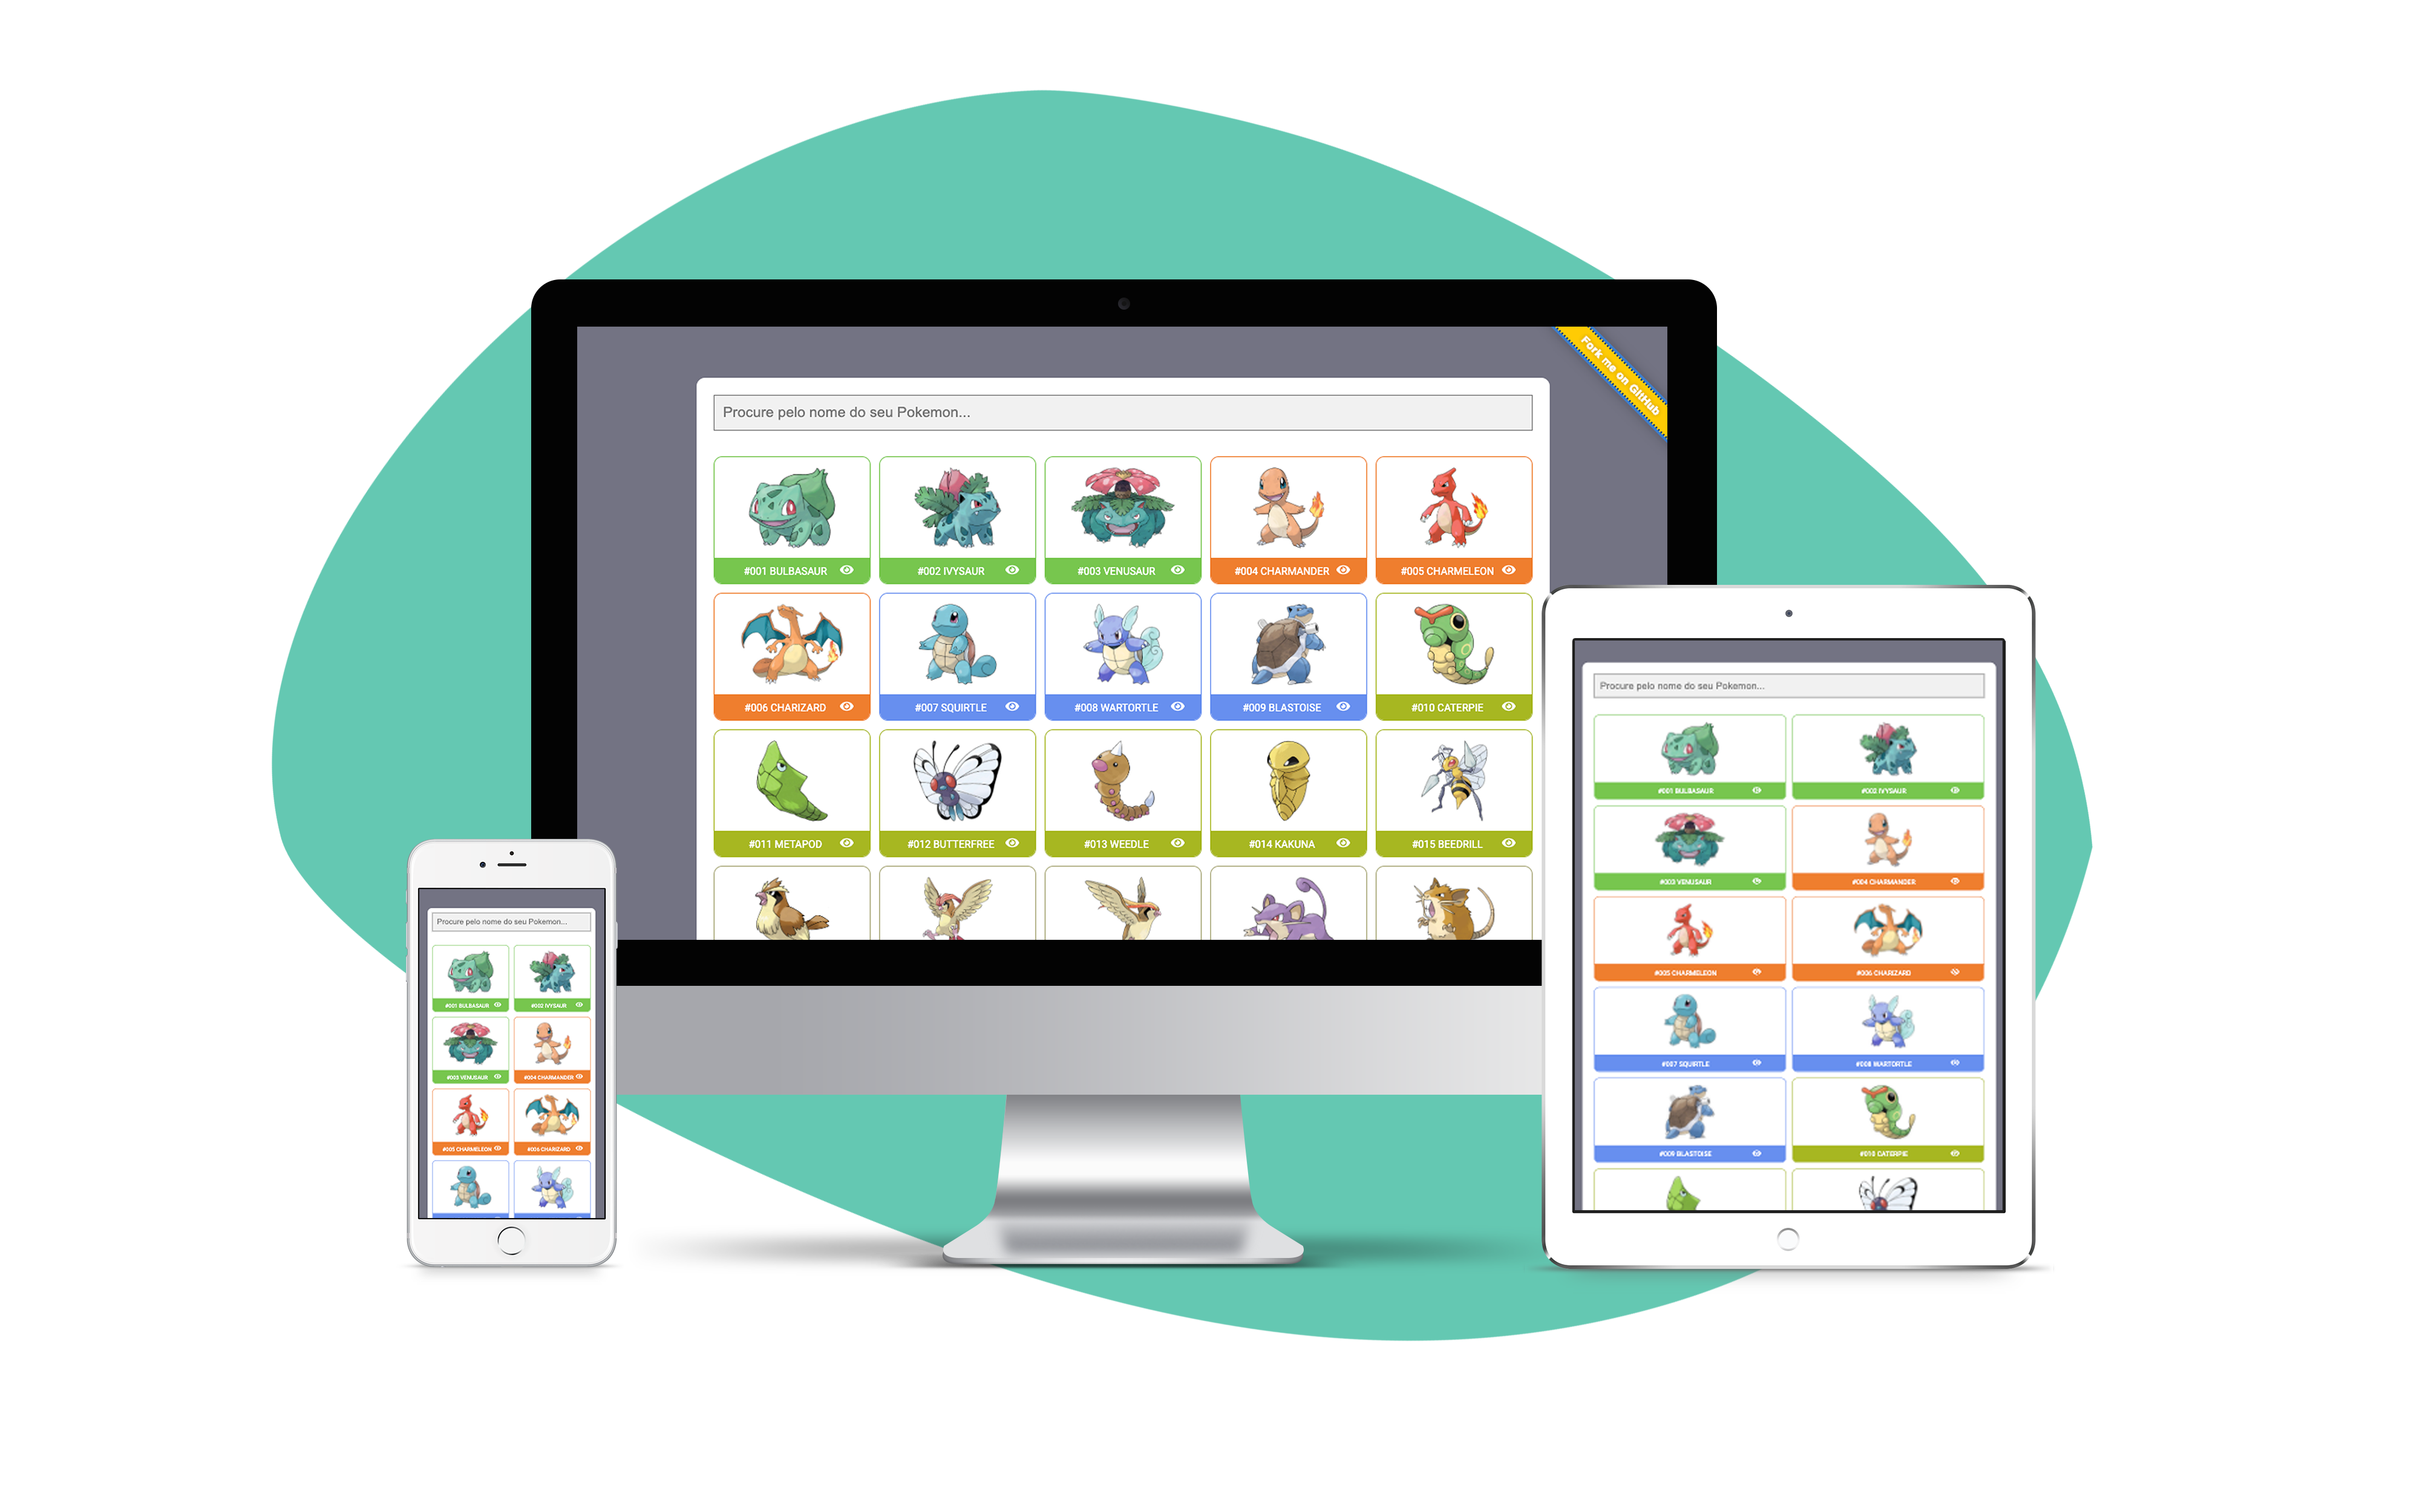 Fork me on GitHub
Procure pelo nome do seu Pokemon...
#001 BULBASAUR
#002 IVYSAUR
#003 VENUSAUR
#004 CHARMANDER
#005 CHARMELEON
#006 CHARIZARD
#007 SQUIRTLE
#008 WARTORTLE
#009 BLASTOISE
#010 CATERPIE
#011 METAPOD
#012 BUTTERFREE
#013 WEEDLE
#014 KAKUNA
#015 BEEDRILL
Procure pelo nome do seu Pokemon...
#001 BULBASAUR
#002 IVYSAUR
#003 VENUSAUR
#004 CHARMANDER
#005 CHARMELEON
#006 CHARIZARD
#007 SQUIRTLE
#008 WARTORTLE
#009 BLASTOISE
#010 CATERPIE
Procure pelo nome do seu Pokemon...
#001 BULBASAUR
#002 IVYSAUR
#003 VENUSAUR
#004 CHARMANDER
#005 CHARMELEON
#006 CHARIZARD